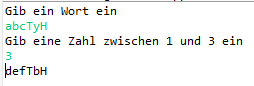 Gib ein Wort ein
abcTyH
Gib eine Zahl zwischen 1 und 3 ein
3
defTbH